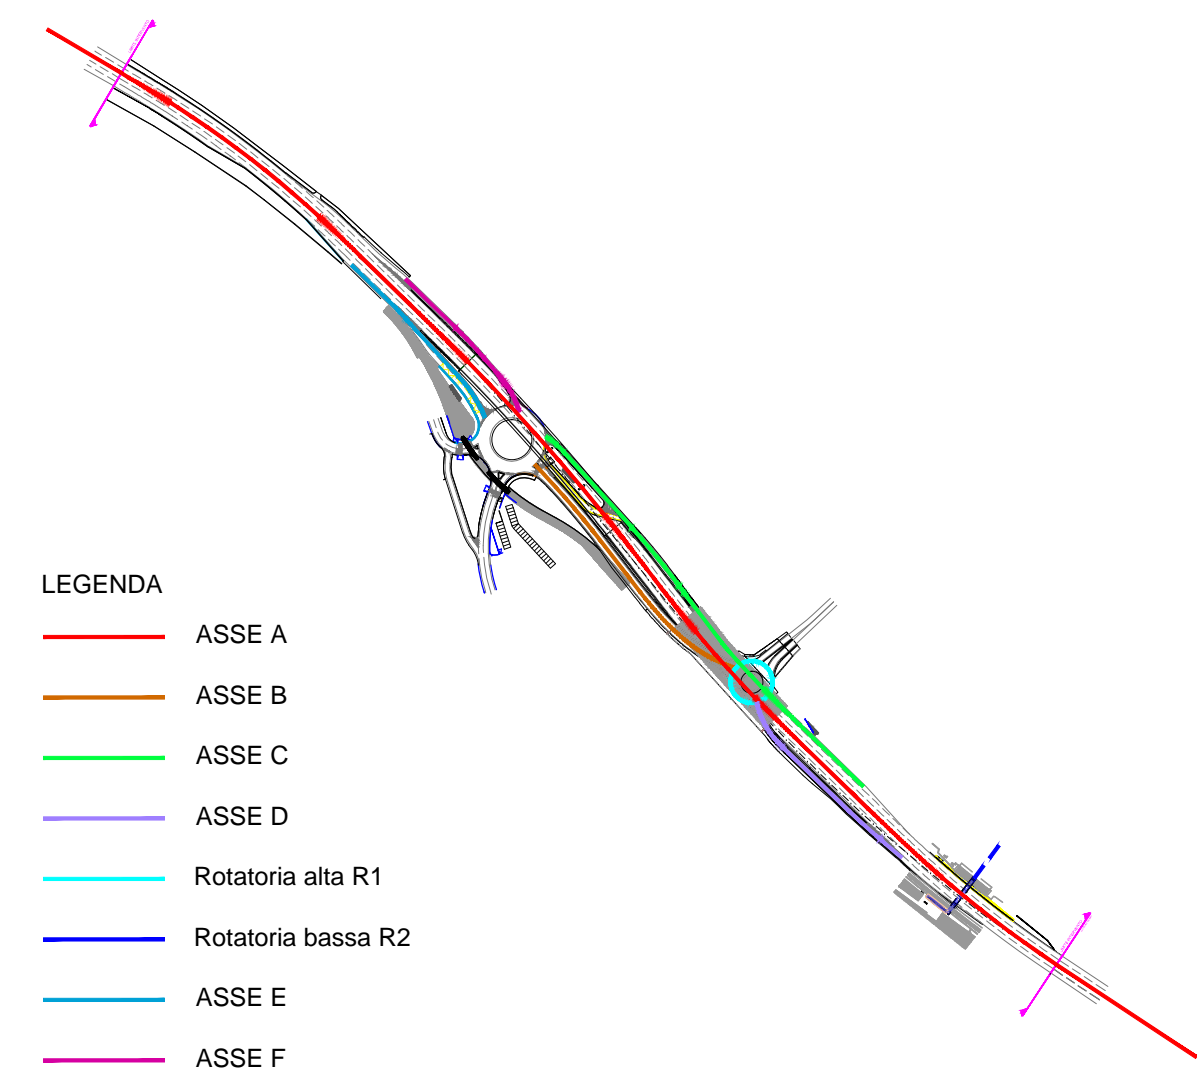 LEGENDA
ASSE A
ASSE B
ASSE C
ASSE D
Rotatoria alta R1
Rotatoria bassa R2
ASSE E
ASSE F